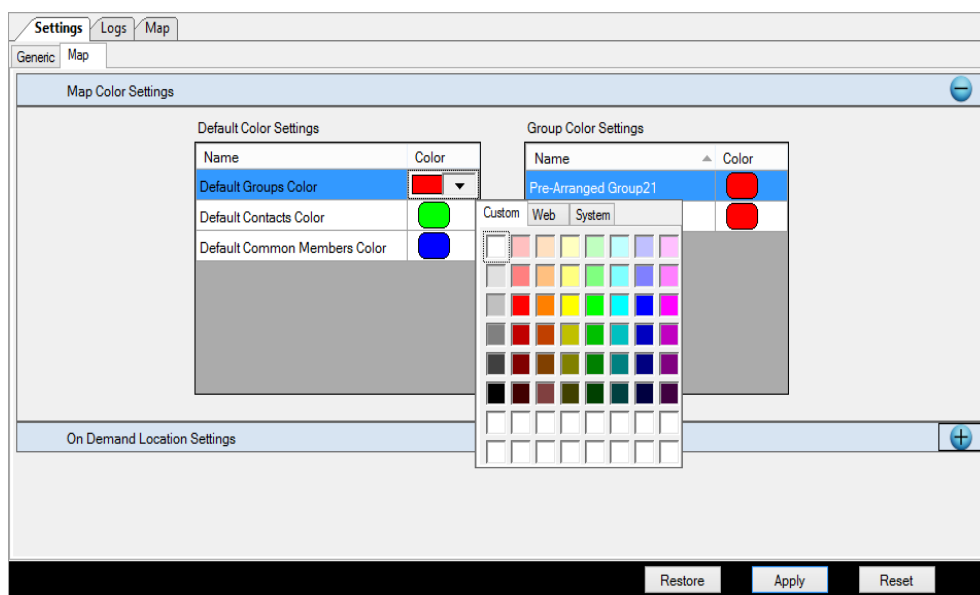 Settings Logs Map
Generic Map
Map Color Settings
Default Color Settings
Name Color
Default Groups Color
Default Contacts Color
Default Common Members Color
Group Color Settings
Name Color
Pre-Arranged Group21
Custom Web System
On Demand Location Settings
Restore Apply Reset